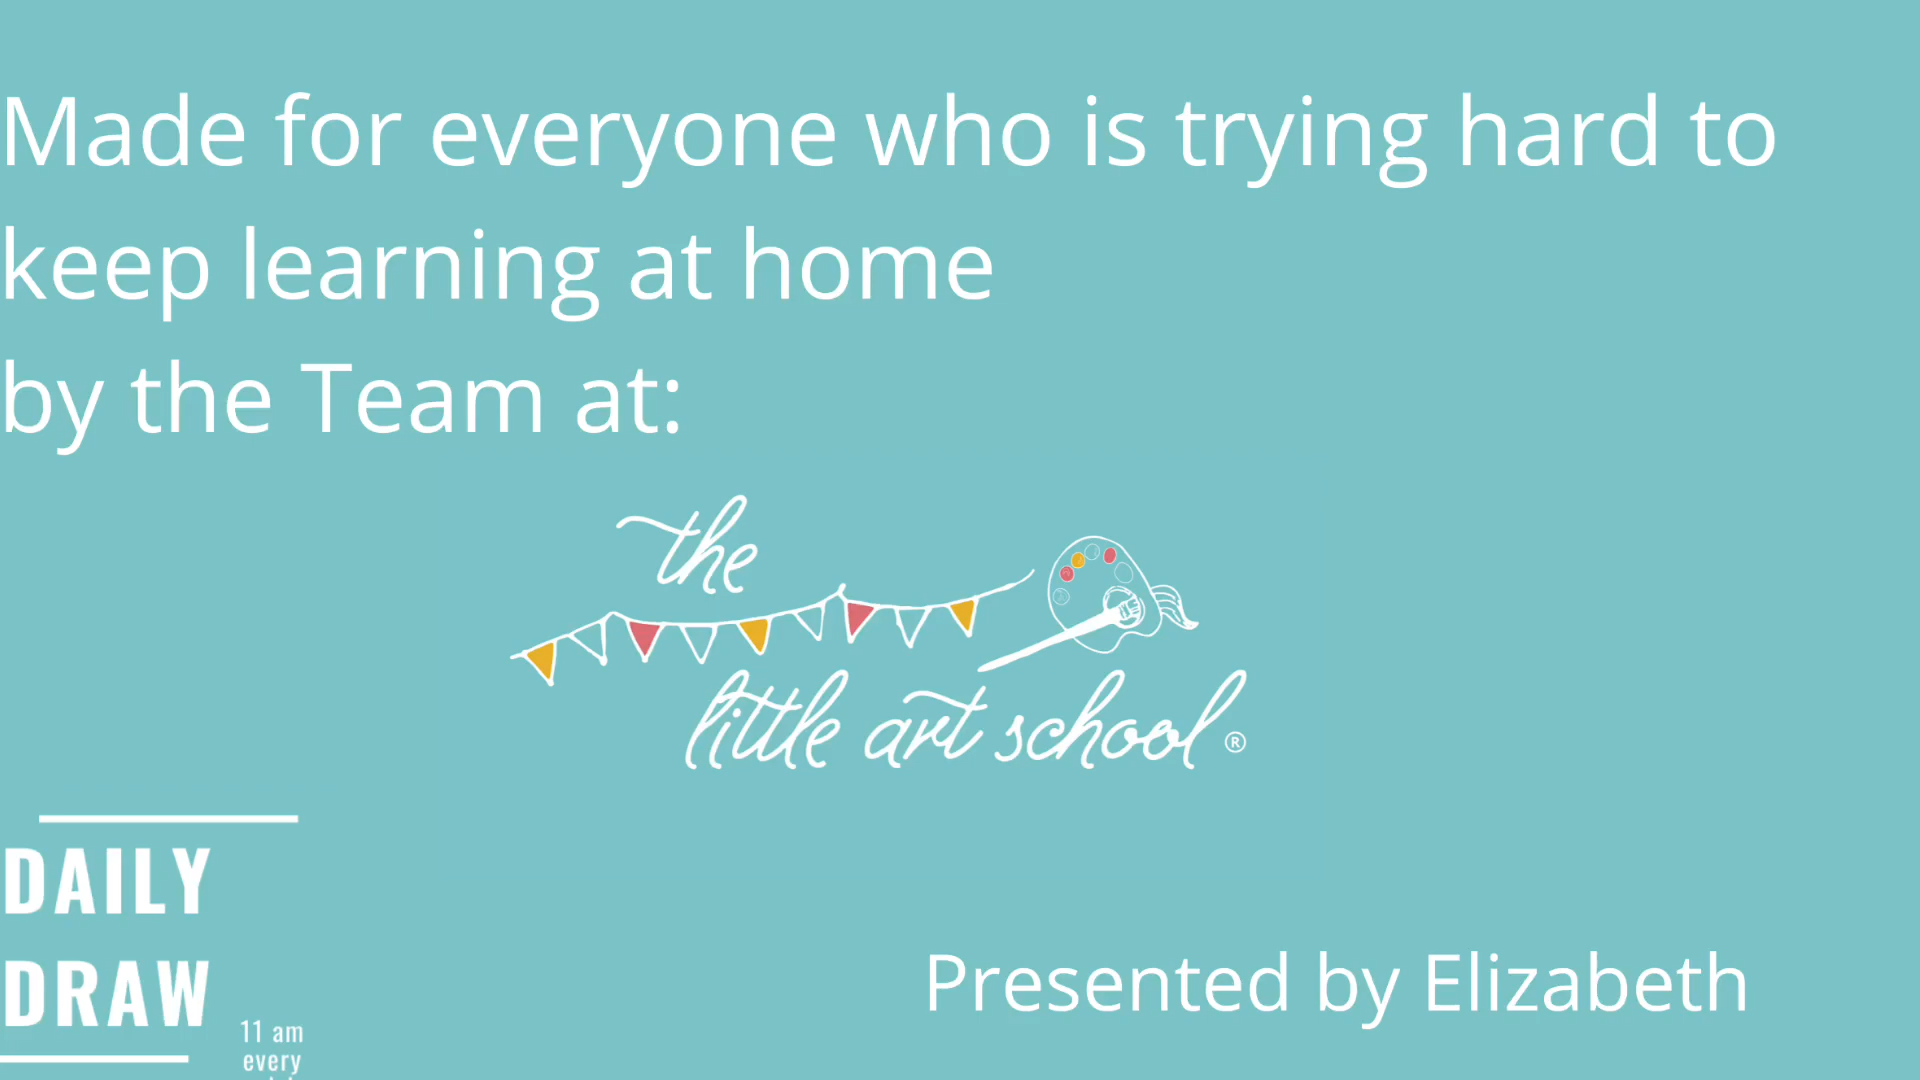 Made for everyone who is trying hard to
keep learning at home
by the Team at:
the
little art school ®
DAILY
DRAW
11 am
every
Presented by Elizabeth